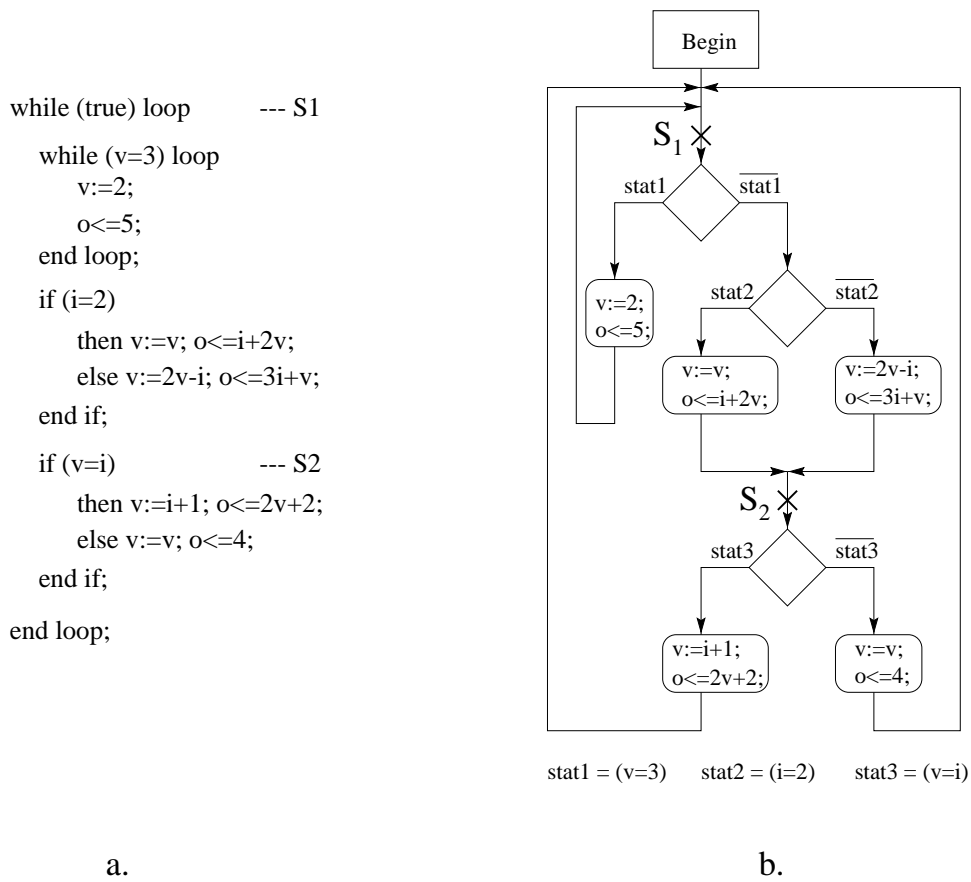 while (true) loop --- S1
while (v=3) loop
v:=2;
o<=5;
end loop;
if (i=2)
then v:=v; o<=i+2v;
else v:=2v-i; o<=3i+v;
end if;
if (v=i) --- S2
then v:=i+1; o<=2v+2;
else v:=v; o<=4;
end if;
end loop;
a.
Begin
S1
stat1
stat1
v:=2;
o<=5;
stat2
stat2
v:=v;
o<=i+2v;
v:=2v-i;
o<=3i+v;
S2
stat3
stat3
v:=i+1;
o<=2v+2;
v:=v;
o<=4;
stat1 = (v=3) stat2 = (i=2) stat3 = (v=i)
b.